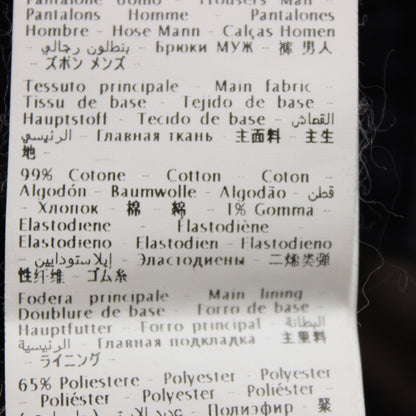 Pantalone Uomo - Trousers Man -
Pantalons Homme - Pantalones
Hombre - Hose Mann - Calças Homen
- بنطلون رجالي - Брюки МУЖ - 裤 男人
- ズボン メンズ -
Tessuto principale - Main fabric -
Tissu de base - Tejido de base -
Hauptstoff - Tecido de base - القماش
الرئيسي - Главная ткань - 主面料 - 主生
地 -
99% Cotone - Cotton - Coton -
Algodón - Baumwolle - Algodão - قطن
- Хлопок - 棉 - 綿 - 1% Gomma -
Elastodiene - Elastodiène -
Elastodieno - Elastodien - Elastodieno
- إيلاستودايين - Эластодиены - 二烯类弹
性纤维 - ゴム糸
Fodera principale - Main lining -
Doublure de base - Forro de base -
Hauptfutter - Forro principal - البطانة
الرئيسية - Главная подкладка - 主里料
- ライニング -
65% Poliestere - Polyester - Polyester
- Poliéster - Polyester - Poliéster -
Полиэфир - 聚